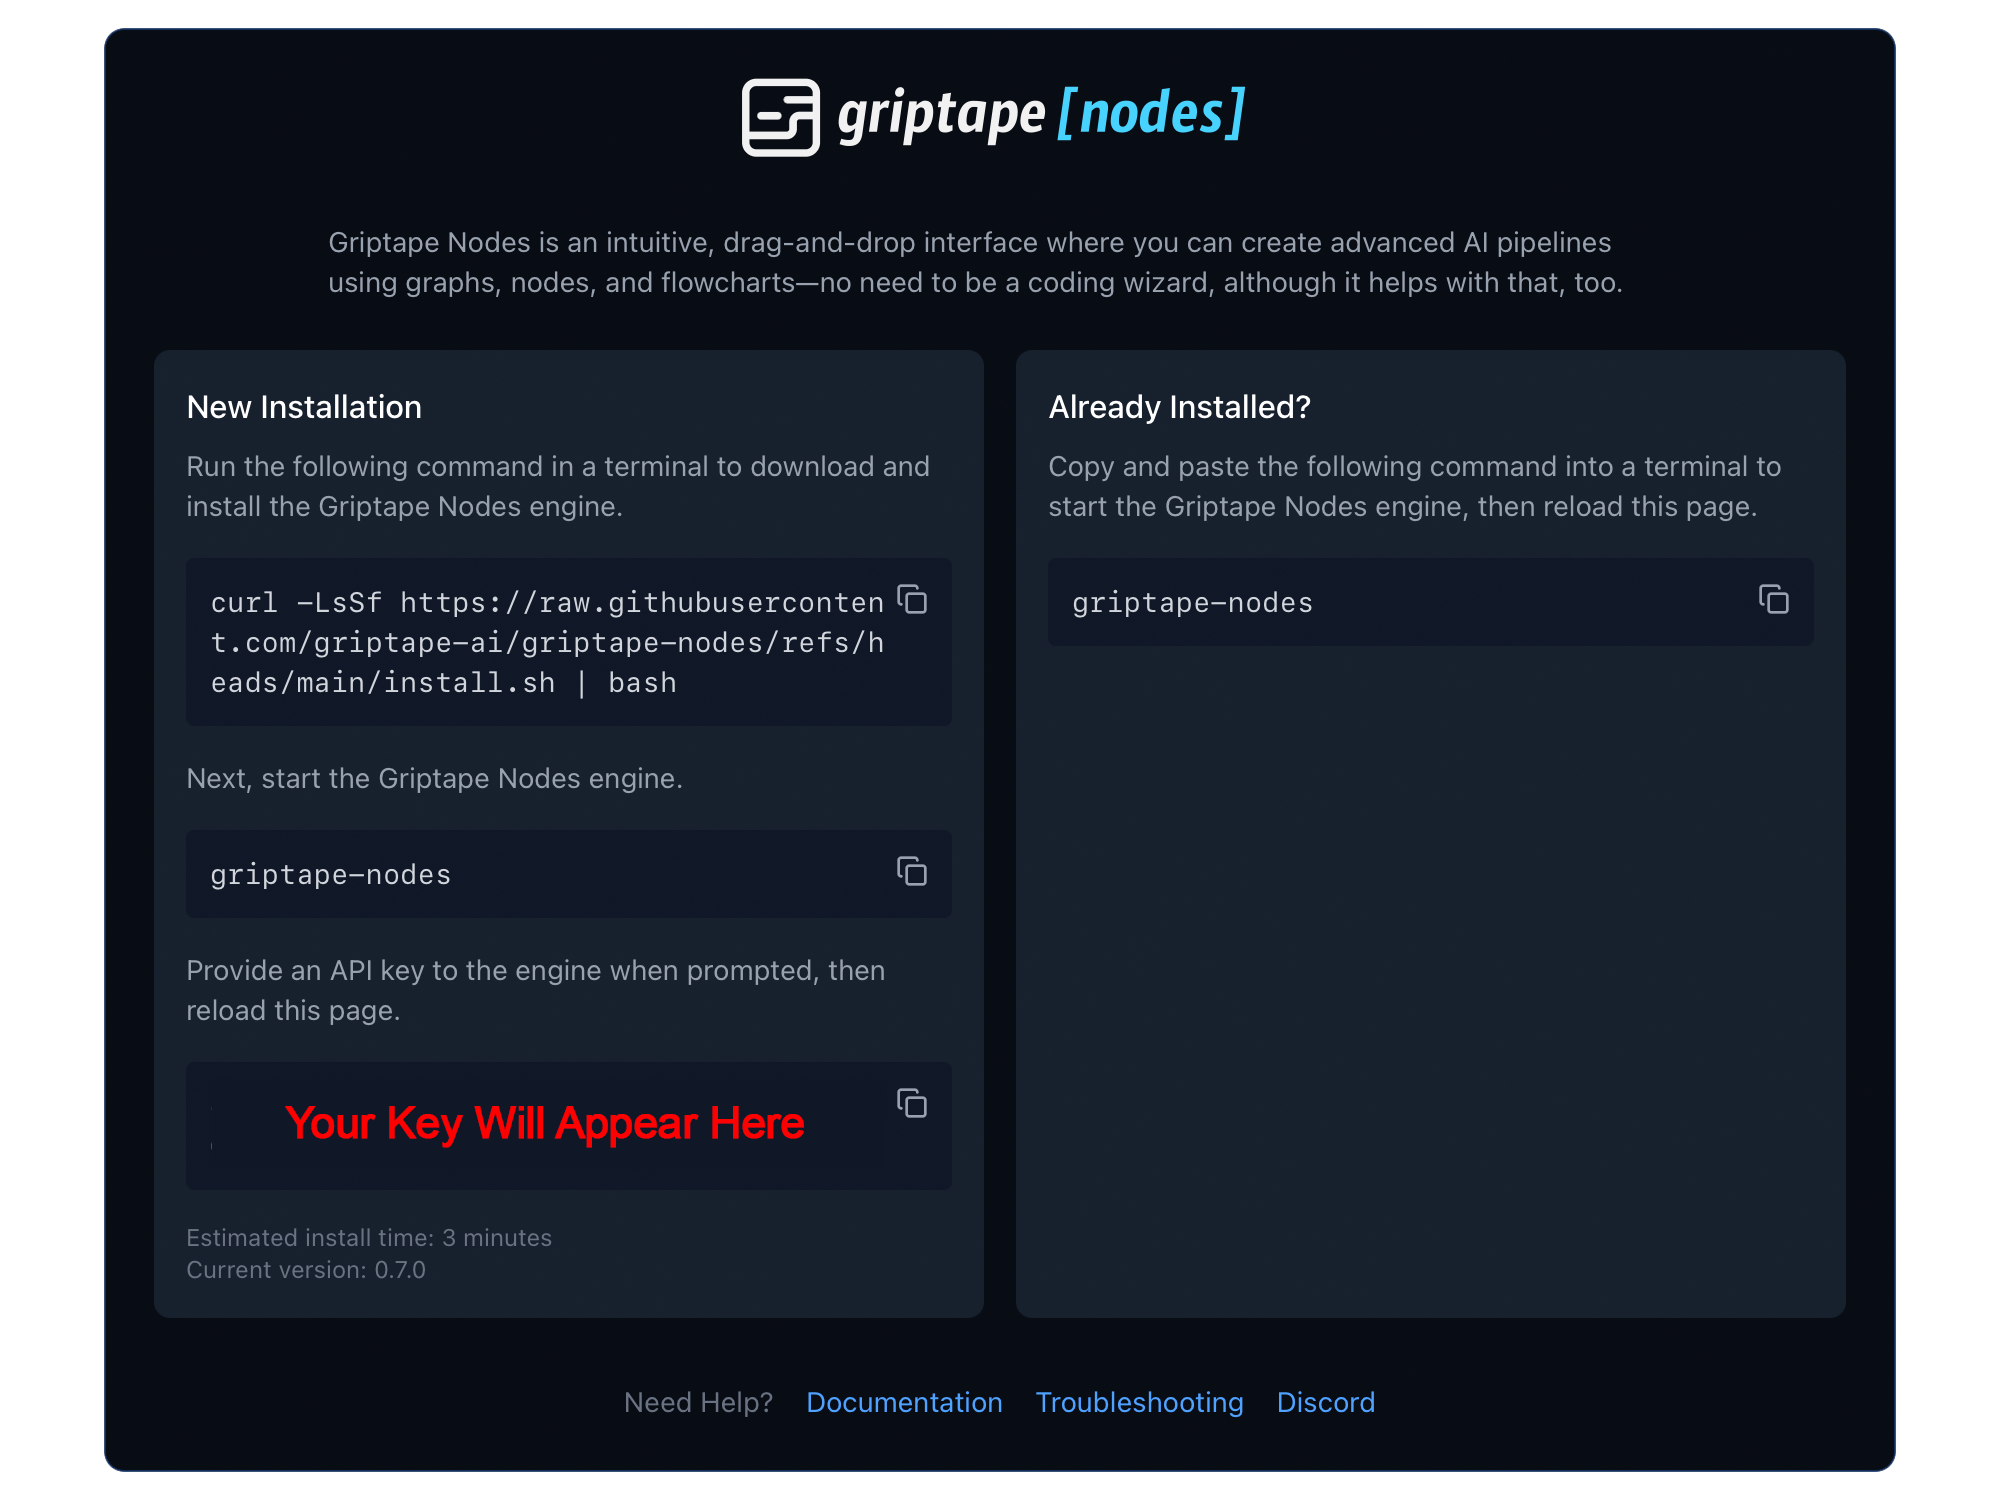 griptape [nodes]
Griptape Nodes is an intuitive, drag-and-drop interface where you can create advanced AI pipelines
using graphs, nodes, and flowcharts—no need to be a coding wizard, although it helps with that, too.
New Installation
Run the following command in a terminal to download and
install the Griptape Nodes engine.
curl -LsSf https://raw.githubuserconten
t.com/griptape-ai/griptape-nodes/refs/h
eads/main/install.sh | bash
Next, start the Griptape Nodes engine.
griptape-nodes
Provide an API key to the engine when prompted, then
reload this page.
Your Key Will Appear Here
Estimated install time: 3 minutes
Current version: 0.7.0
Already Installed?
Copy and paste the following command into a terminal to
start the Griptape Nodes engine, then reload this page.
griptape-nodes
Need Help? Documentation Troubleshooting Discord